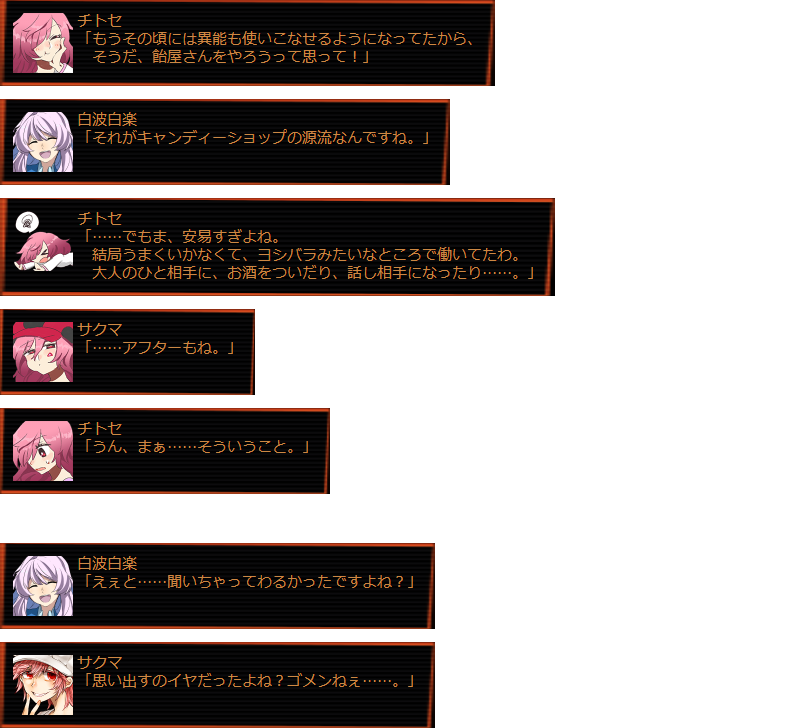 チトセ
「もうその頃には異能も使いこなせるようになってたから、
そうだ、飴屋さんをやろうって思って！」
白波白楽
「それがキャンディーショップの源流なんですね。」
チトセ
「……でもま、安易すぎよね。
結局うまくいかなくて、ヨシバラみたいなところで働いてたわ。
大人のひと相手に、お酒をついだり、話し相手になったり……。」
サクマ
「……アフターもね。」
チトセ
「うん、まぁ……そういうこと。」
白波白楽
「えぇと……聞いちゃってわるかったですよね？」
サクマ
「思い出すのイヤだったよね？ゴメンねぇ……。」